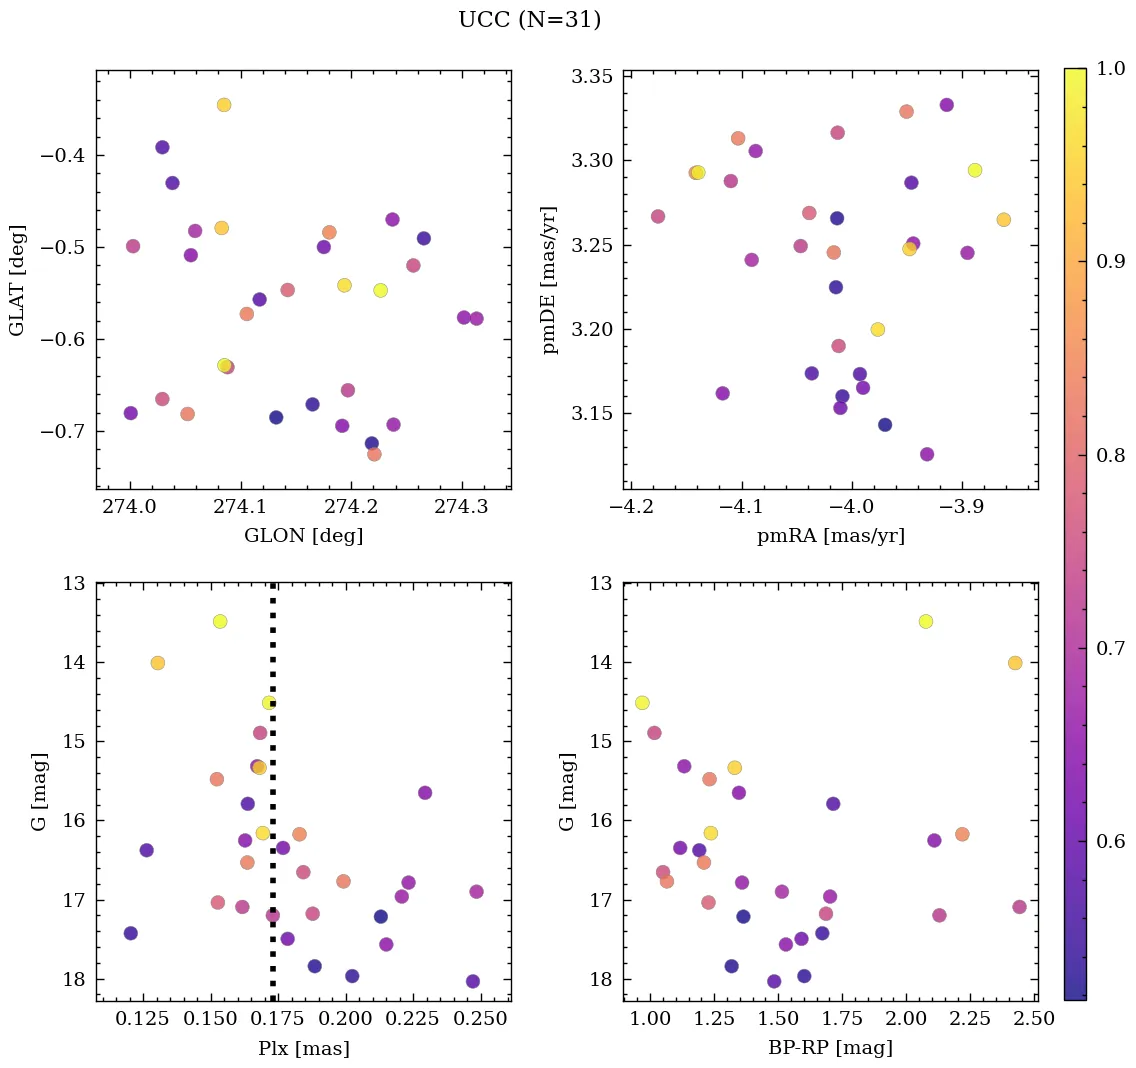 UCC (N=31)
−0.4
−0.5
−0.6
−0.7
GLAT [deg]
274.0 274.1 274.2 274.3
GLON [deg]
3.35
3.30
3.25
3.20
3.15
pmDE [mas/yr]
−4.2 −4.1 −4.0 −3.9
pmRA [mas/yr]
13
14
15
16
17
18
G [mag]
0.125 0.150 0.175 0.200 0.225 0.250
Plx [mas]
13
14
15
16
17
18
G [mag]
1.00 1.25 1.50 1.75 2.00 2.25 2.50
BP-RP [mag]
1.0
0.9
0.8
0.7
0.6